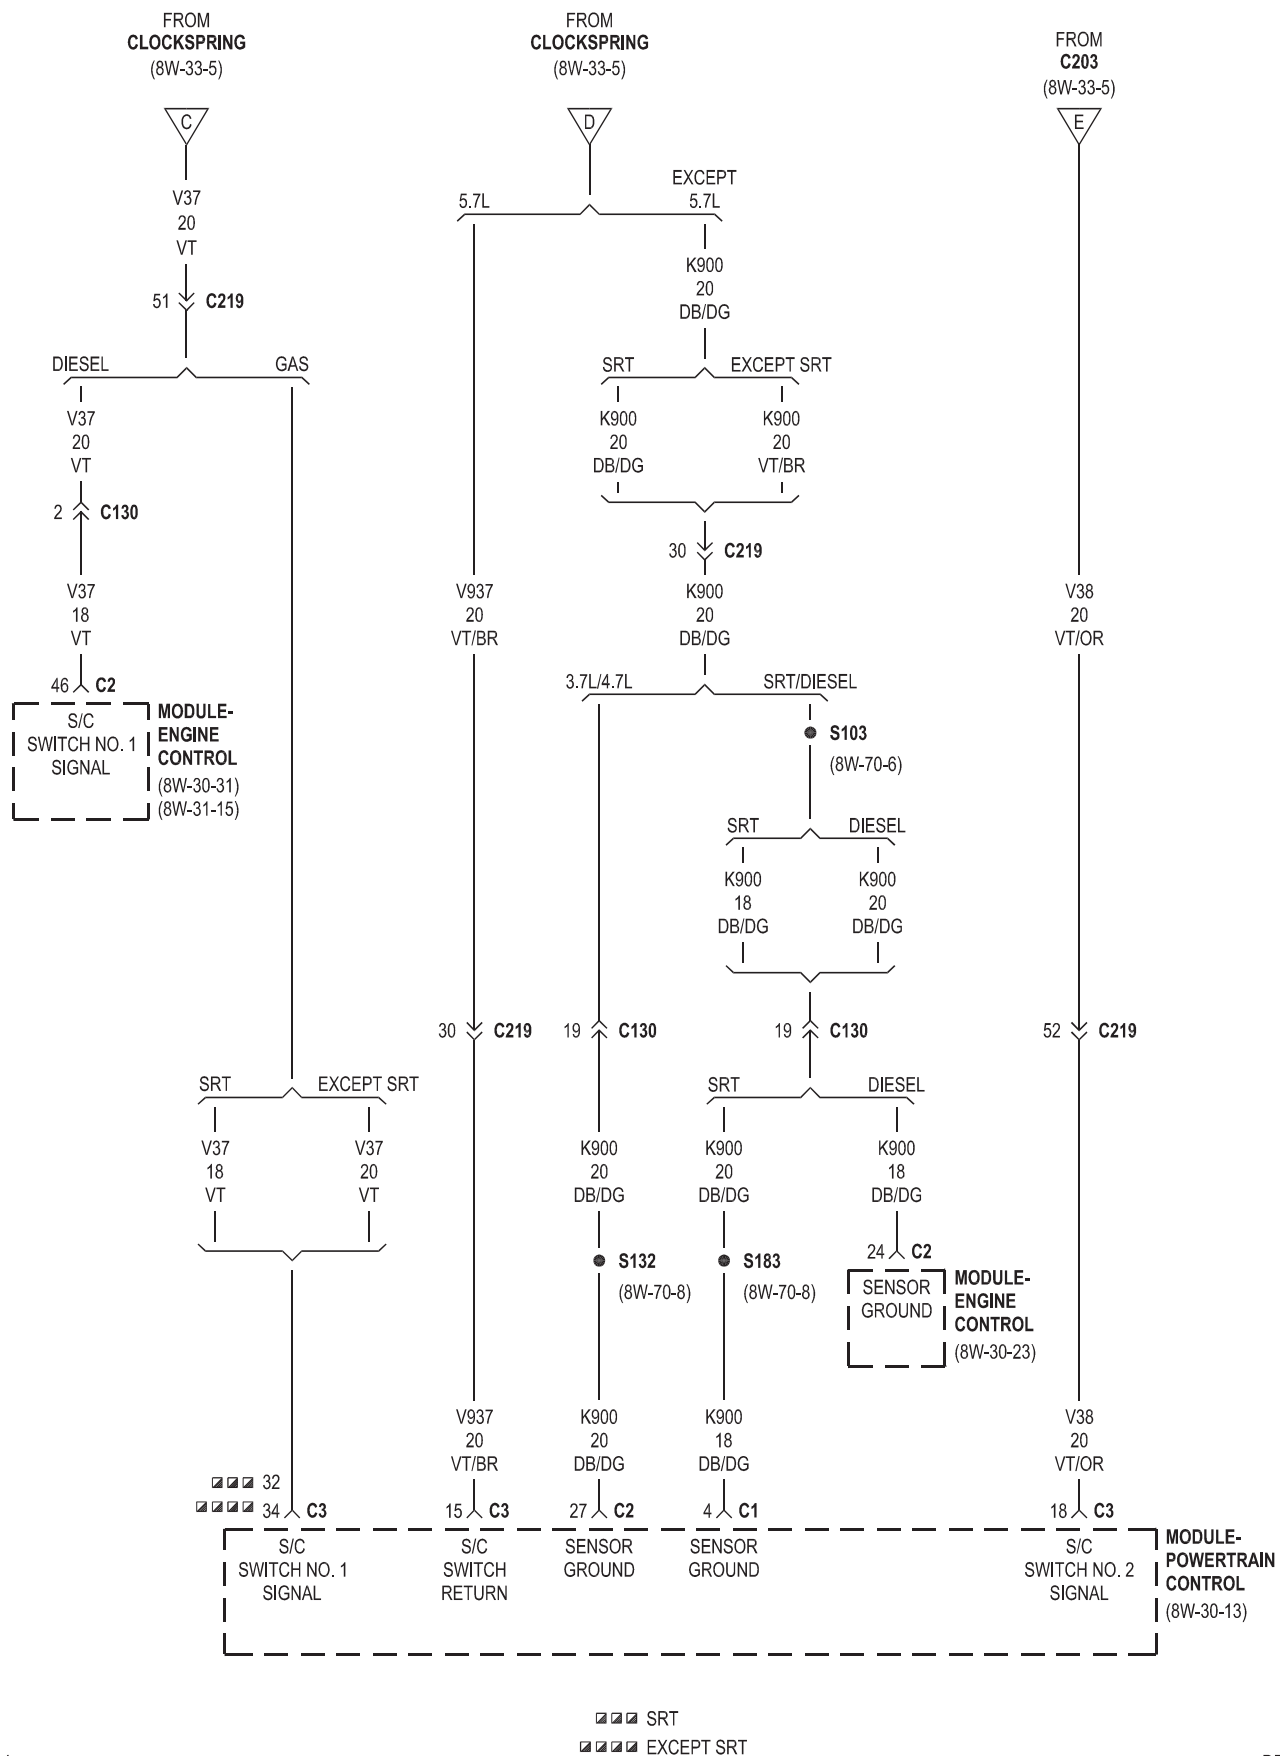 FROM
CLOCKSPRING
(8W-33-5)
C
FROM
CLOCKSPRING
(8W-33-5)
D
FROM
C203
(8W-33-5)
E
V37
20
VT
51 C219
DIESEL GAS
V37
20
VT
2 C130
V37
18
VT
46 C2
S/C
SWITCH NO. 1
SIGNAL
MODULE-
ENGINE
CONTROL
(8W-30-31)
(8W-31-15)
SRT EXCEPT SRT
V37
18
VT
V37
20
VT
32
34 C3
5.7L
EXCEPT
5.7L
K900
20
DB/DG
SRT EXCEPT SRT
K900
20
DB/DG
K900
20
VT/BR
30 C219
V937
20
VT/BR
K900
20
DB/DG
3.7L/4.7L SRT/DIESEL
S103
(8W-70-6)
SRT DIESEL
K900
18
DB/DG
K900
20
DB/DG
30 C219
19 C130
19 C130
SRT DIESEL
K900
20
DB/DG
K900
20
DB/DG
K900
18
DB/DG
S132
(8W-70-8)
S183
(8W-70-8)
24 C2
SENSOR
GROUND
MODULE-
ENGINE
CONTROL
(8W-30-23)
V937
20
VT/BR
K900
20
DB/DG
K900
18
DB/DG
15 C3
27 C2
4 C1
V38
20
VT/OR
52 C219
V38
20
VT/OR
18 C3
S/C
SWITCH NO. 1
SIGNAL
S/C
SWITCH
RETURN
SENSOR
GROUND
SENSOR
GROUND
S/C
SWITCH NO. 2
SIGNAL
MODULE-
POWERTRAIN
CONTROL
(8W-30-13)
SRT
EXCEPT SRT